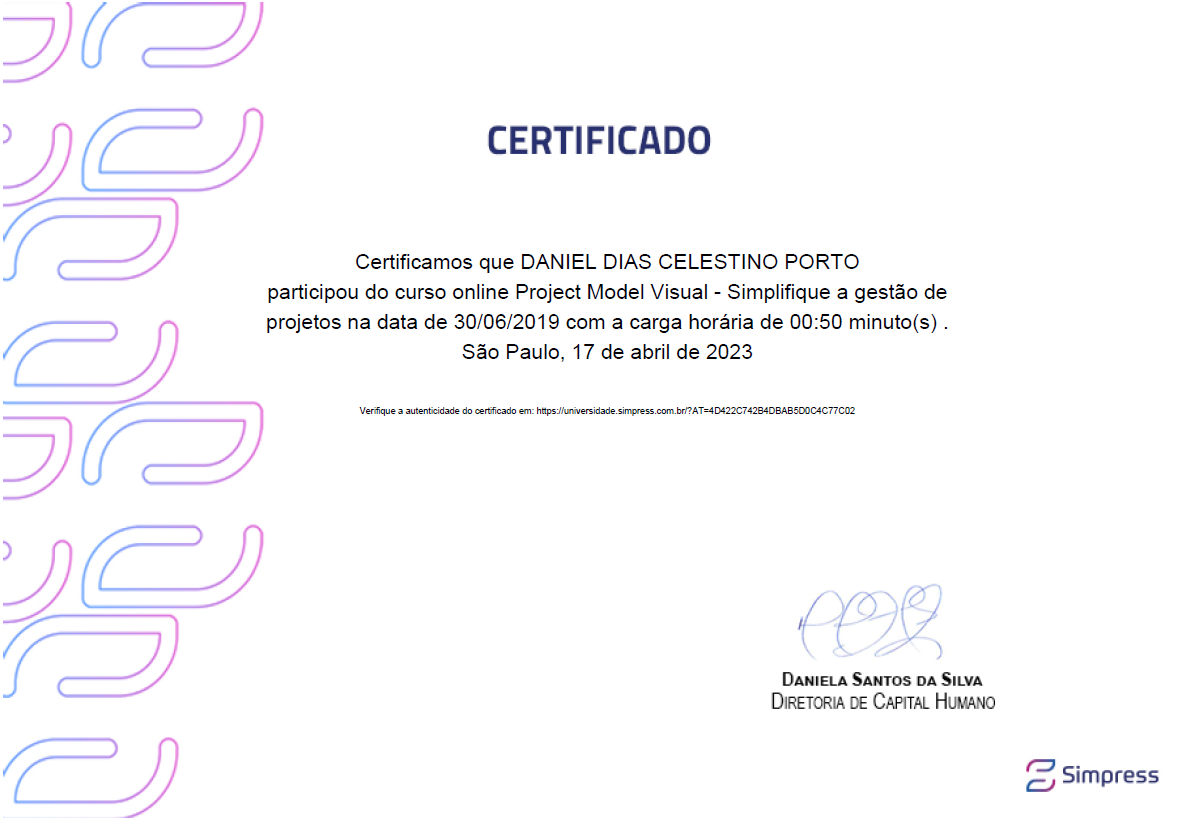 CERTIFICADO
Certificamos que DANIEL DIAS CELESTINO PORTO
participou do curso online Project Model Visual - Simplifique a gestão de
projetos na data de 30/06/2019 com a carga horária de 00:50 minuto(s) .
São Paulo, 17 de abril de 2023
Verifique a autenticidade do certificado em: https://universidade.simpress.com.br/?AT=4D422C742B4DBAB5D0C4C77C02
DANIELA SANTOS DA SILVA
DIRETORIA DE CAPITAL HUMANO
Simpress